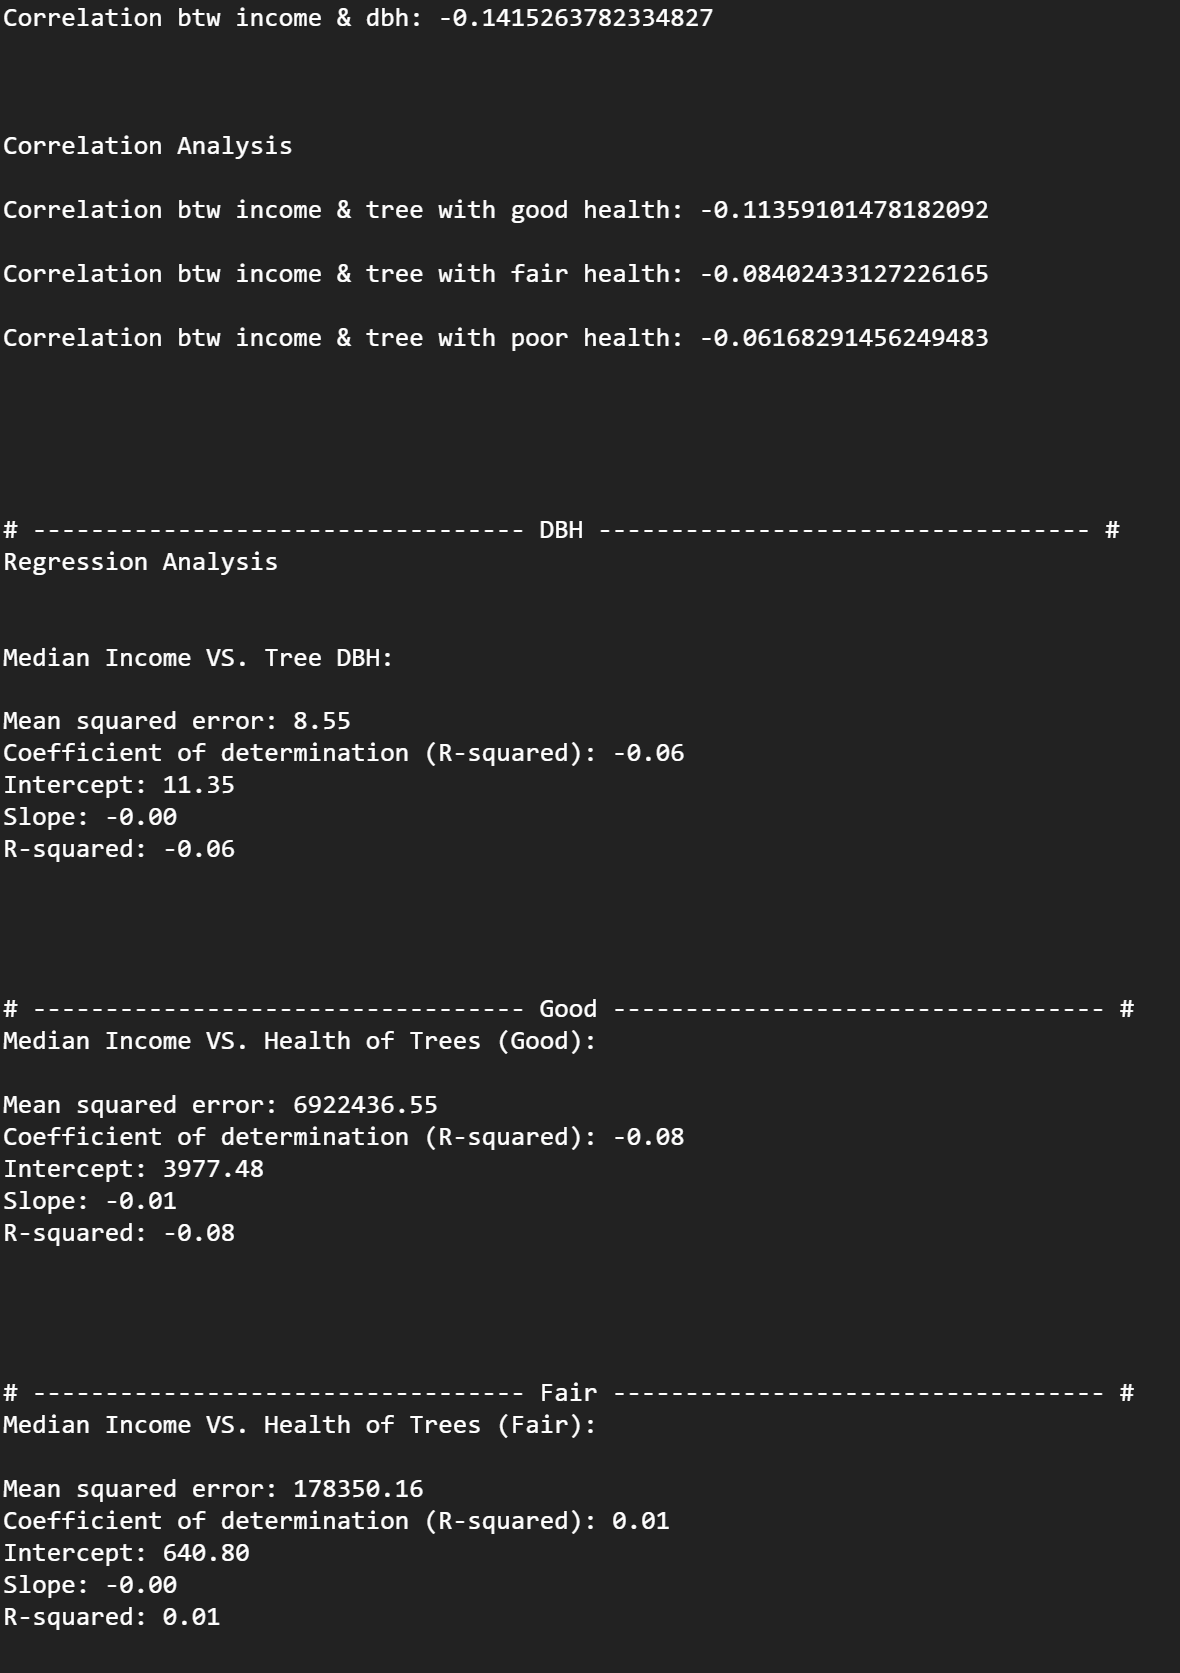 Correlation btw income & dbh: -0.1415263782334827
Correlation Analysis
Correlation btw income & tree with good health: -0.11359101478182092
Correlation btw income & tree with fair health: -0.08402433127226165
Correlation btw income & tree with poor health: -0.06168291456249483
# ---------------------------------- DBH ---------------------------------- #
Regression Analysis
Median Income VS. Tree DBH:
Mean squared error: 8.55
Coefficient of determination (R-squared): -0.06
Intercept: 11.35
Slope: -0.00
R-squared: -0.06
# ---------------------------------- Good ---------------------------------- #
Median Income VS. Health of Trees (Good):
Mean squared error: 6922436.55
Coefficient of determination (R-squared): -0.08
Intercept: 3977.48
Slope: -0.01
R-squared: -0.08
# ---------------------------------- Fair ---------------------------------- #
Median Income VS. Health of Trees (Fair):
Mean squared error: 178350.16
Coefficient of determination (R-squared): 0.01
Intercept: 640.80
Slope: -0.00
R-squared: 0.01